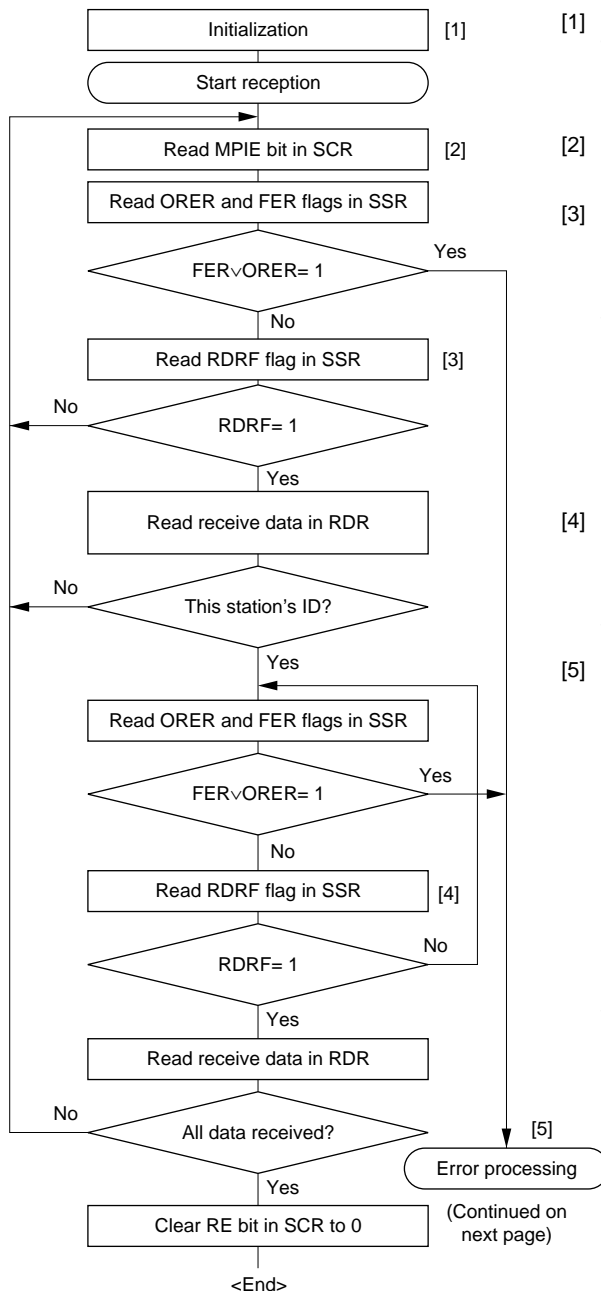 Initialization [1] [1]
Start reception
Read MPIE bit in SCR [2] [2]
Read ORER and FER flags in SSR [3]
Yes
FER∨ORER= 1
No
Read RDRF flag in SSR [3]
No
RDRF= 1
Yes
Read receive data in RDR [4]
No
This station's ID?
Yes
[5]
Read ORER and FER flags in SSR
Yes
FER∨ORER= 1
No
Read RDRF flag in SSR [4]
No
RDRF= 1
Yes
Read receive data in RDR
No
All data received?
[5]
Error processing
Yes
(Continued on
next page)
Clear RE bit in SCR to 0
<End>